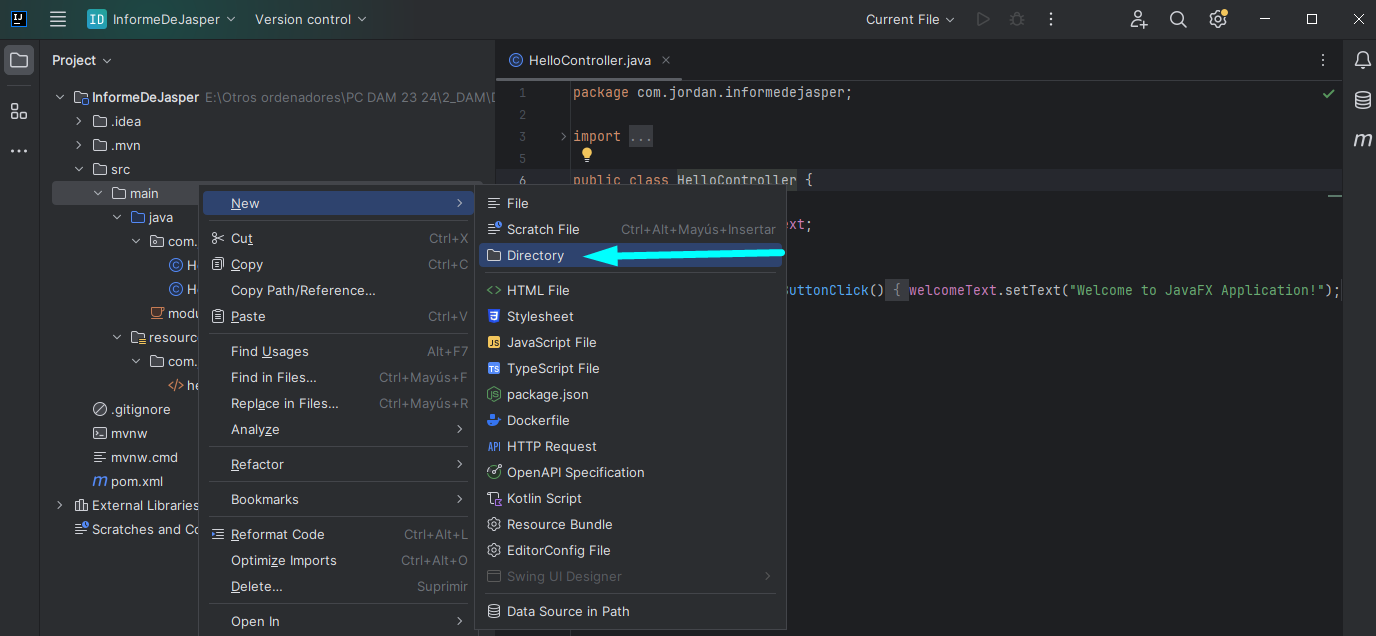 IJ
ID InformeDeJasper Version control Current File
Project
HelloController.java
InformeDeJasper E:\Otros ordenadores\PC DAM 23 24\2_DAM\
.idea
.mvn
src
main
java
com.
H
H
modu
resourc
com.
he
.gitignore
mvnw
mvnw.cmd
pom.xml
External Libraries
Scratches and Co
New
Cut Ctrl+X
Copy Ctrl+C
Copy Path/Reference...
Paste Ctrl+V
Find Usages Alt+F7
Find in Files... Ctrl+Mayús+F
Replace in Files... Ctrl+Mayús+R
Analyze
Refactor
Bookmarks
Reformat Code Ctrl+Alt+L
Optimize Imports Ctrl+Alt+O
Delete... Suprimir
Open In
File
Scratch File Ctrl+Alt+Mayús+Insertar
Directory
HTML File
Stylesheet
JS JavaScript File
TS TypeScript File
package.json
Dockerfile
API HTTP Request
OpenAPI Specification
Kotlin Script
Resource Bundle
EditorConfig File
Swing UI Designer
Data Source in Path
1 package com.jordan.informedejasper;
2
3 import ...
5
6 public class HelloController {
xt;
uttonClick() { welcomeText.setText("Welcome to JavaFX Application!");
m